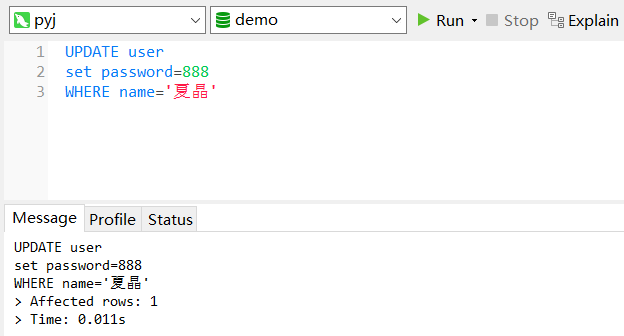 pyj demo Run Stop Explain
1 UPDATE user
2 set password=888
3 WHERE name='夏晶'
Message Profile Status
UPDATE user
set password=888
WHERE name='夏晶'
> Affected rows: 1
> Time: 0.011s